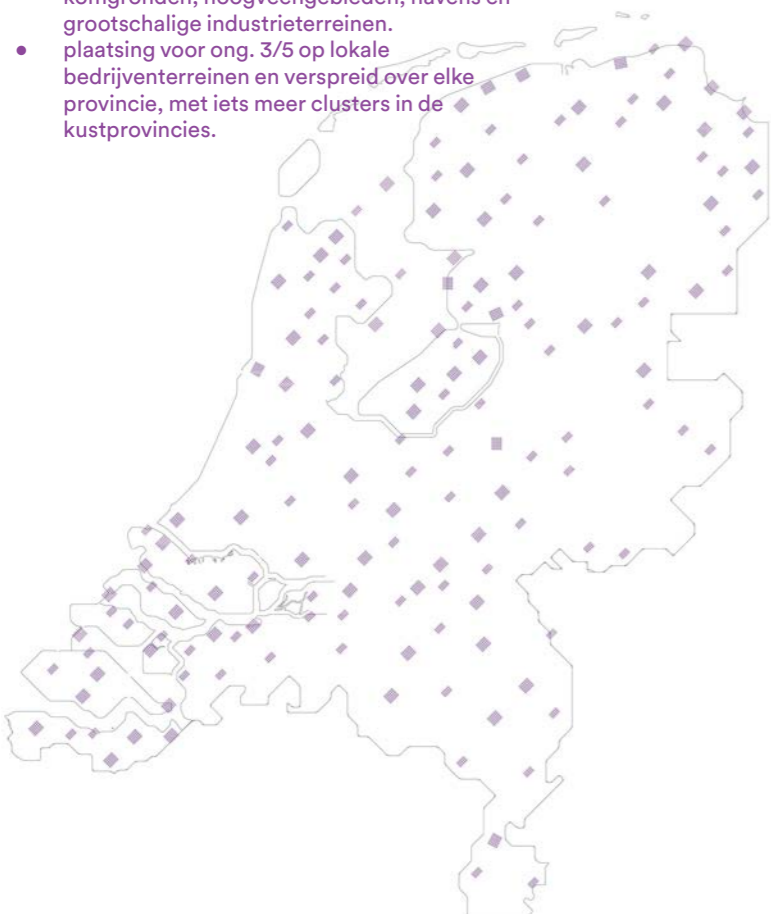 komgronden, hoogveengebieden, havens en
grootschalige industrieterreinen.
● plaatsing voor ong. 3/5 op lokale
bedrijventerreinen en verspreid over elke
provincie, met iets meer clusters in de
kustprovincies.